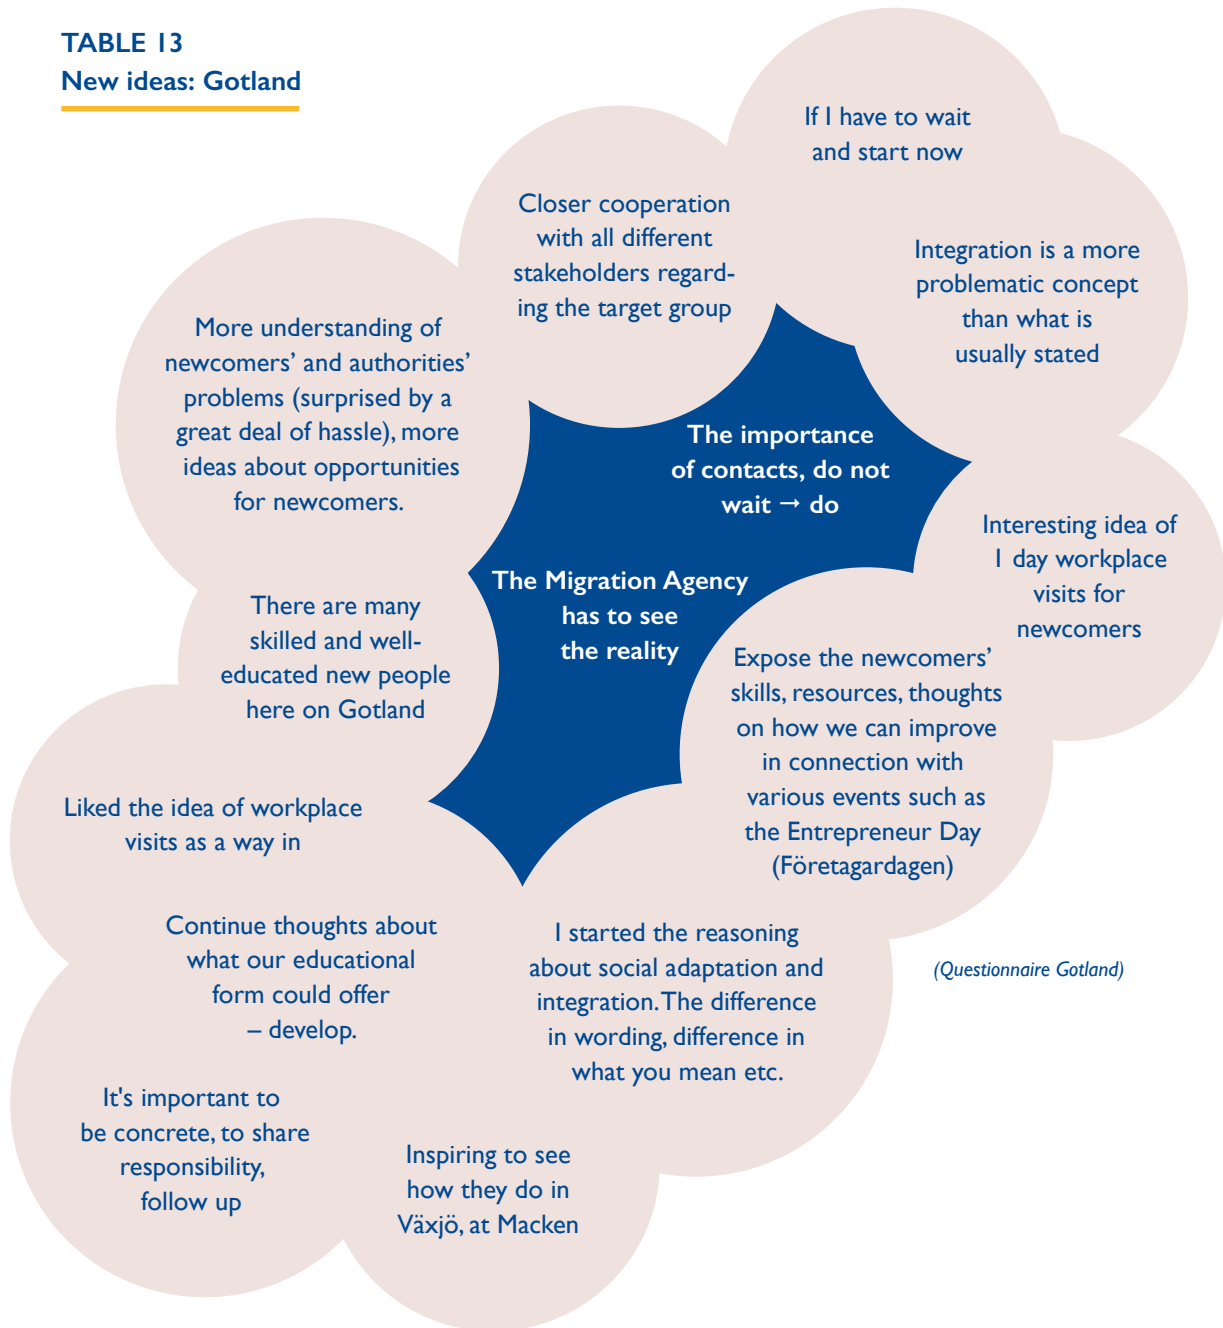 TABLE 13
New ideas: Gotland
If I have to wait
and start now
Closer cooperation
with all different
stakeholders regard-
ing the target group
Integration is a more
problematic concept
than what is
usually stated
More understanding of
newcomers’ and authorities’
problems (surprised by a
great deal of hassle), more
ideas about opportunities
for newcomers.
The importance
of contacts, do not
wait → do
Interesting idea of
1 day workplace
visits for
newcomers
The Migration Agency
has to see
the reality
There are many
skilled and well-
educated new people
here on Gotland
Expose the newcomers’
skills, resources, thoughts
on how we can improve
in connection with
various events such as
the Entrepreneur Day
(Företagardagen)
Liked the idea of workplace
visits as a way in
Continue thoughts about
what our educational
form could offer
– develop.
I started the reasoning
about social adaptation and
integration. The difference
in wording, difference in
what you mean etc.
(Questionnaire Gotland)
It's important to
be concrete, to share
responsibility,
follow up
Inspiring to see
how they do in
Växjö, at Macken